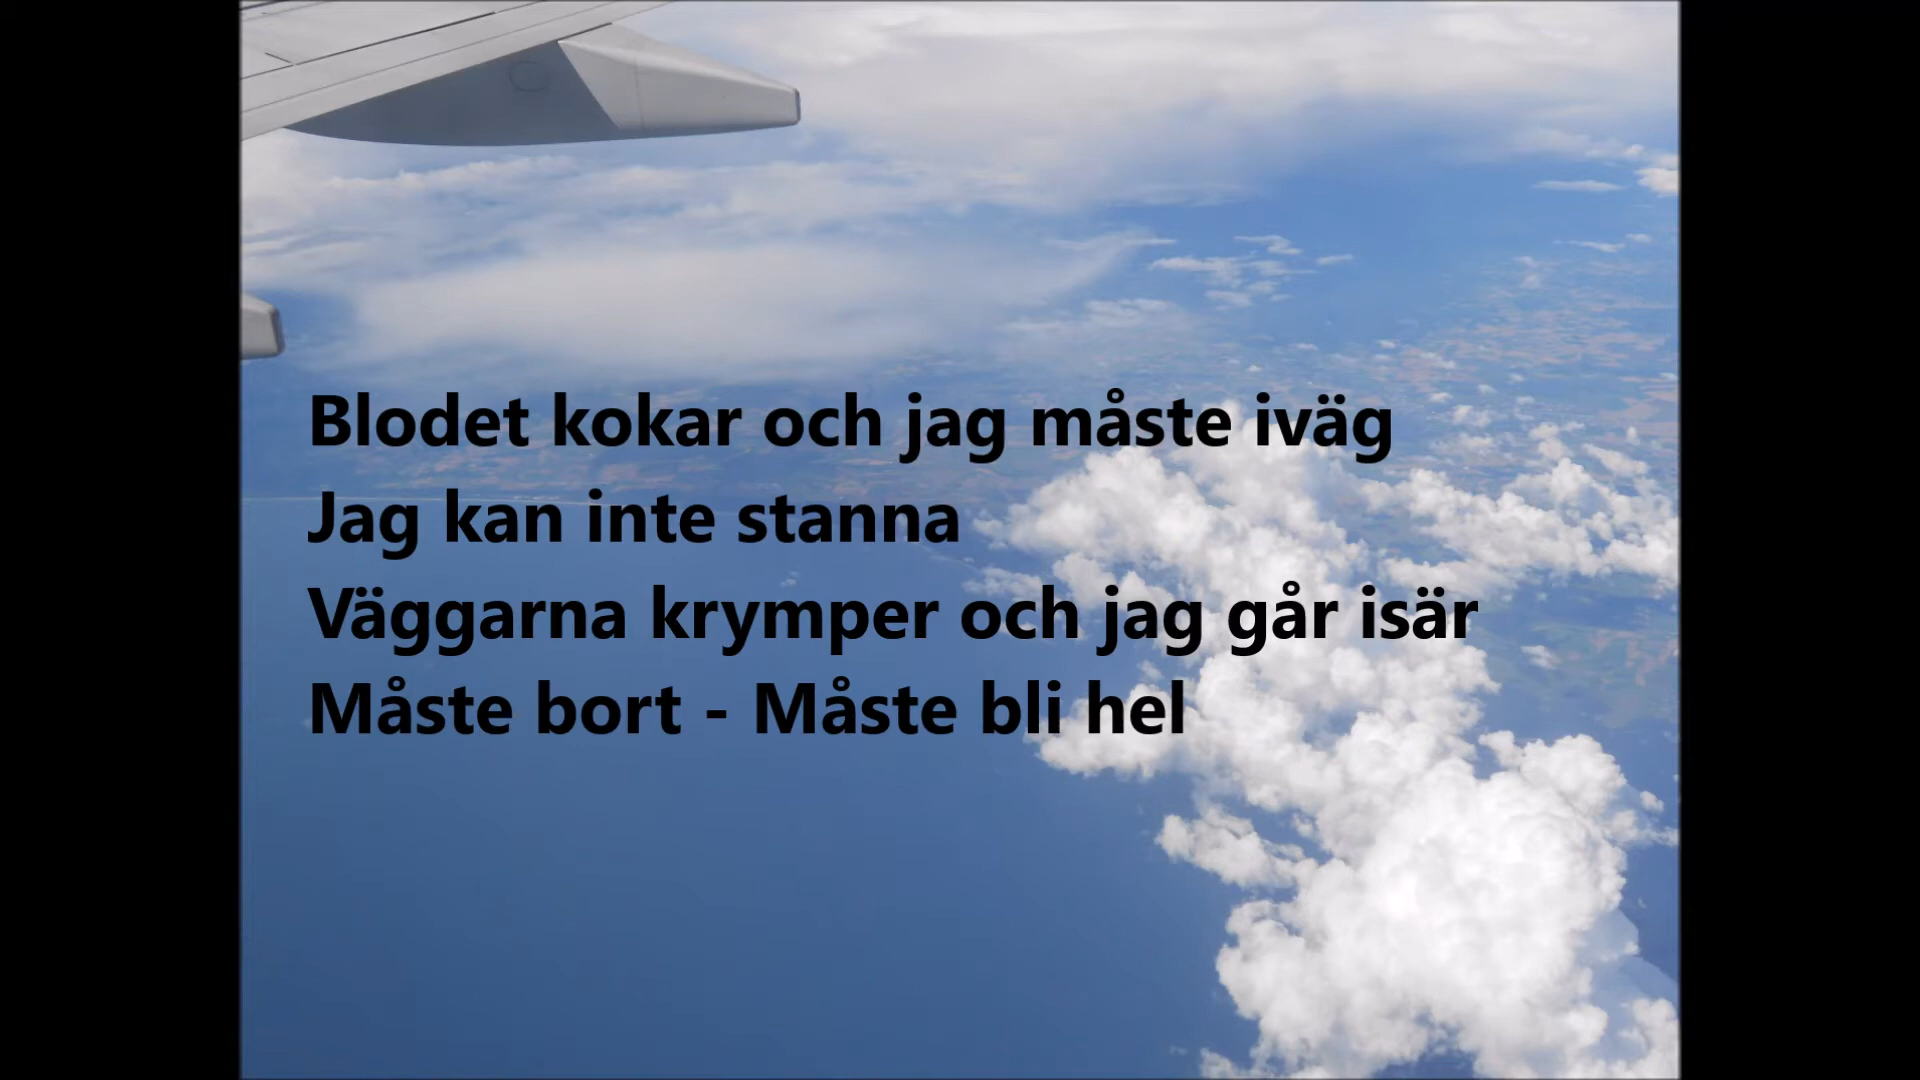 Blodet kokar och jag måste iväg
Jag kan inte stanna
Väggarna krymper och jag går isär
Måste bort - Måste bli hel